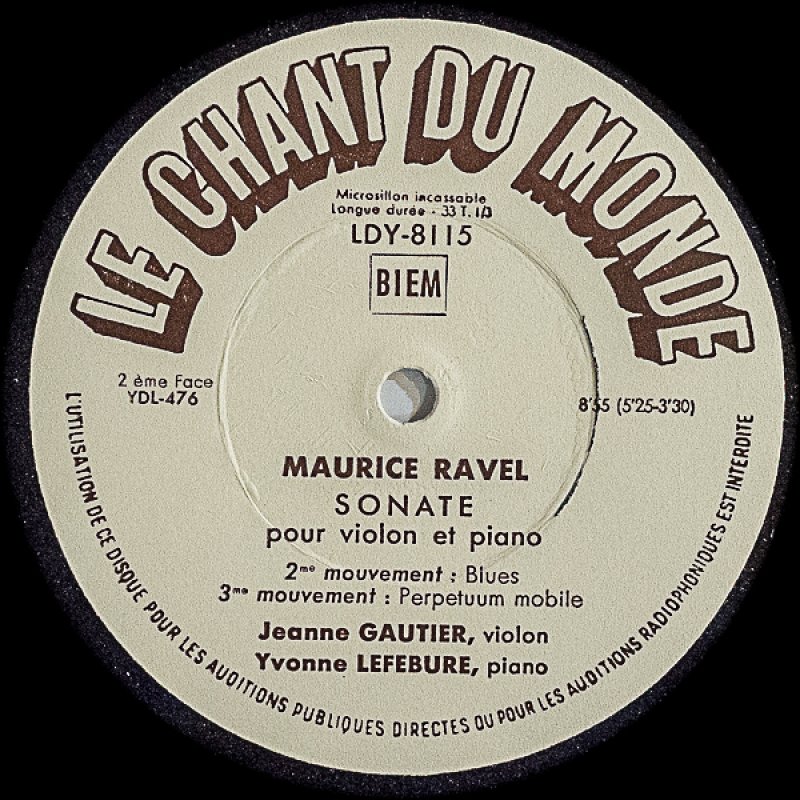 LE CHANT DU MONDE
Microsillon incassable
Longue durée - 33 T. 1/3
LDY-8115
BIEM
2 ème Face
YDL-476
8'55 (5'25-3'30)
MAURICE RAVEL
SONATE
pour violon et piano
2me mouvement : Blues
3me mouvement : Perpetuum mobile
Jeanne GAUTIER, violon
Yvonne LEFEBURE, piano
L'UTILISATION DE CE DISQUE POUR LES AUDITIONS PUBLIQUES DIRECTES OU POUR LES AUDITIONS RADIOPHONIQUES EST INTERDITE